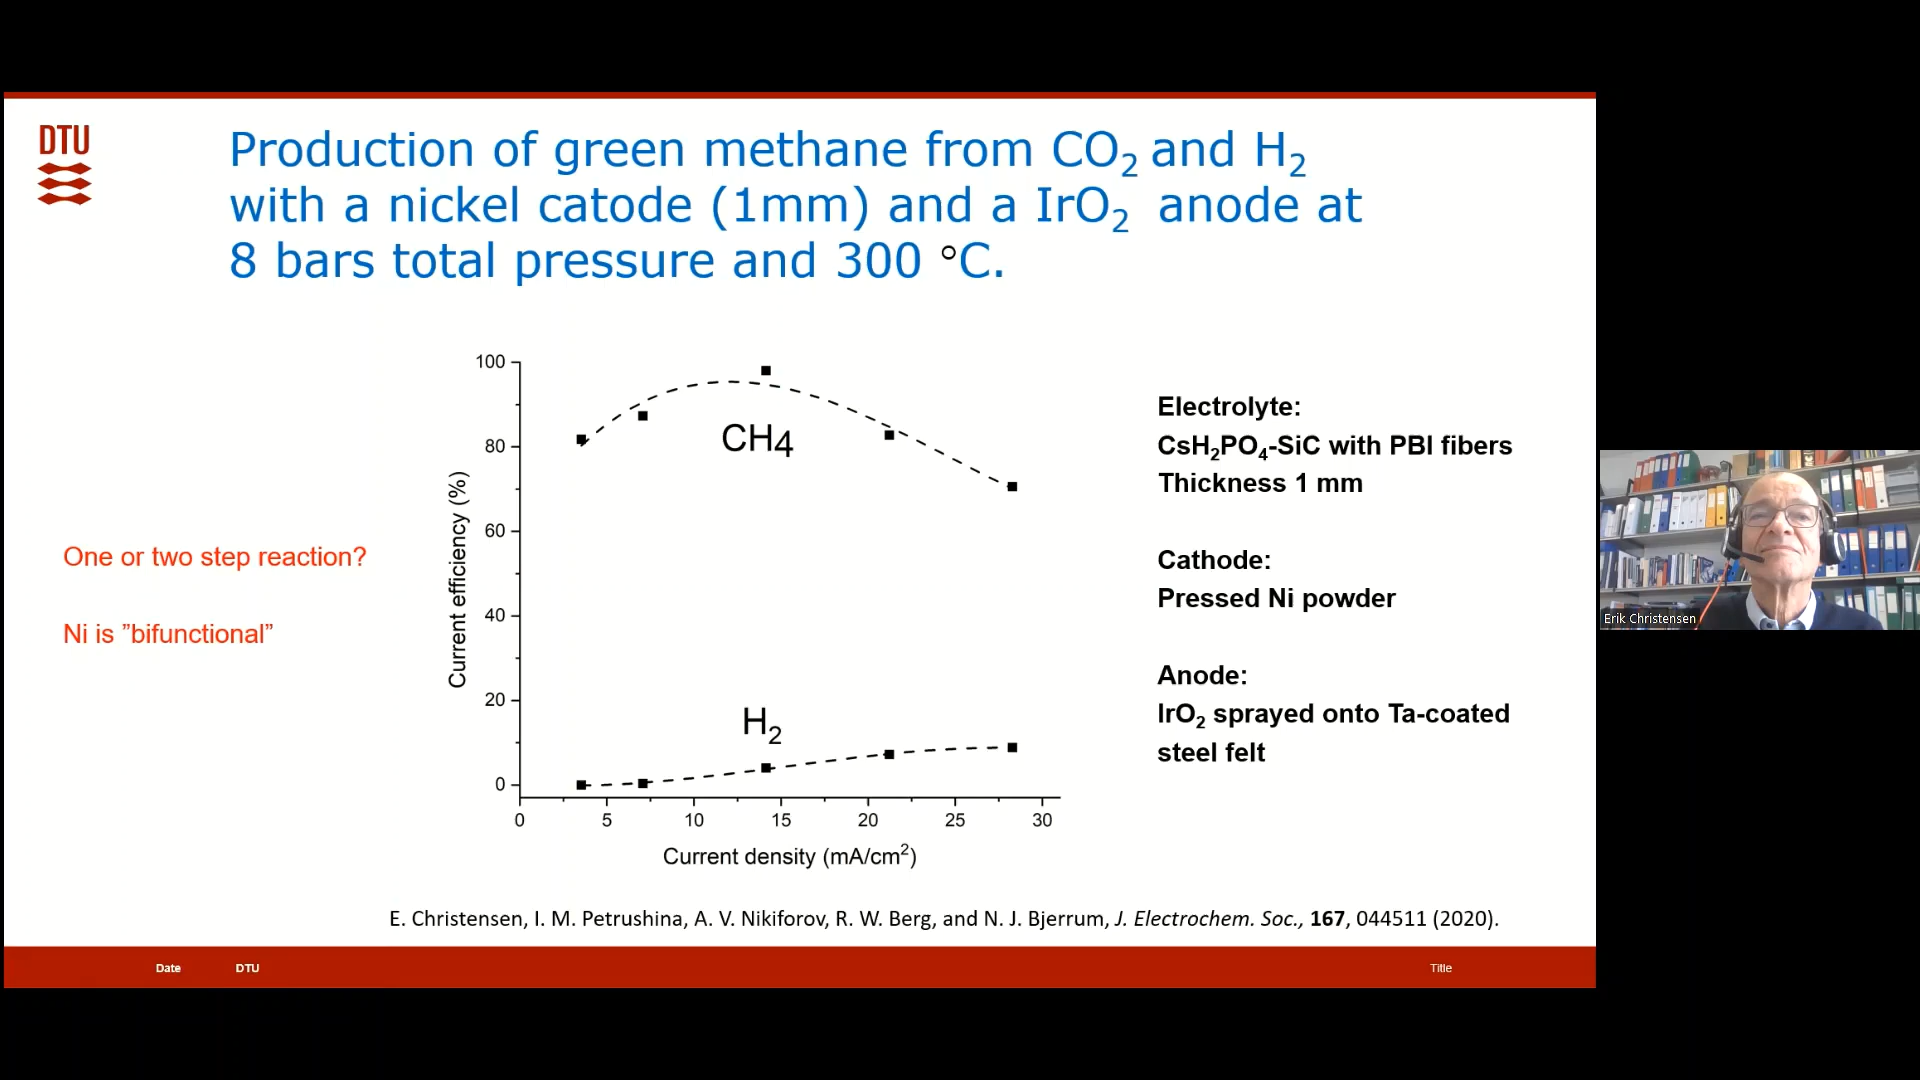 DTU
Production of green methane from CO₂ and H₂
with a nickel catode (1mm) and a IrO₂ anode at
8 bars total pressure and 300 °C.
One or two step reaction?
Ni is ”bifunctional”
Current efficiency (%)
100
80
60
40
20
0
CH4
H₂
0 5 10 15 20 25 30
Current density (mA/cm²)
Electrolyte:
CsH₂PO₄-SiC with PBI fibers
Thickness 1 mm
Cathode:
Pressed Ni powder
Anode:
IrO₂ sprayed onto Ta-coated
steel felt
E. Christensen, I. M. Petrushina, A. V. Nikiforov, R. W. Berg, and N. J. Bjerrum, J. Electrochem. Soc., 167, 044511 (2020).
Date DTU Title
Erik Christensen